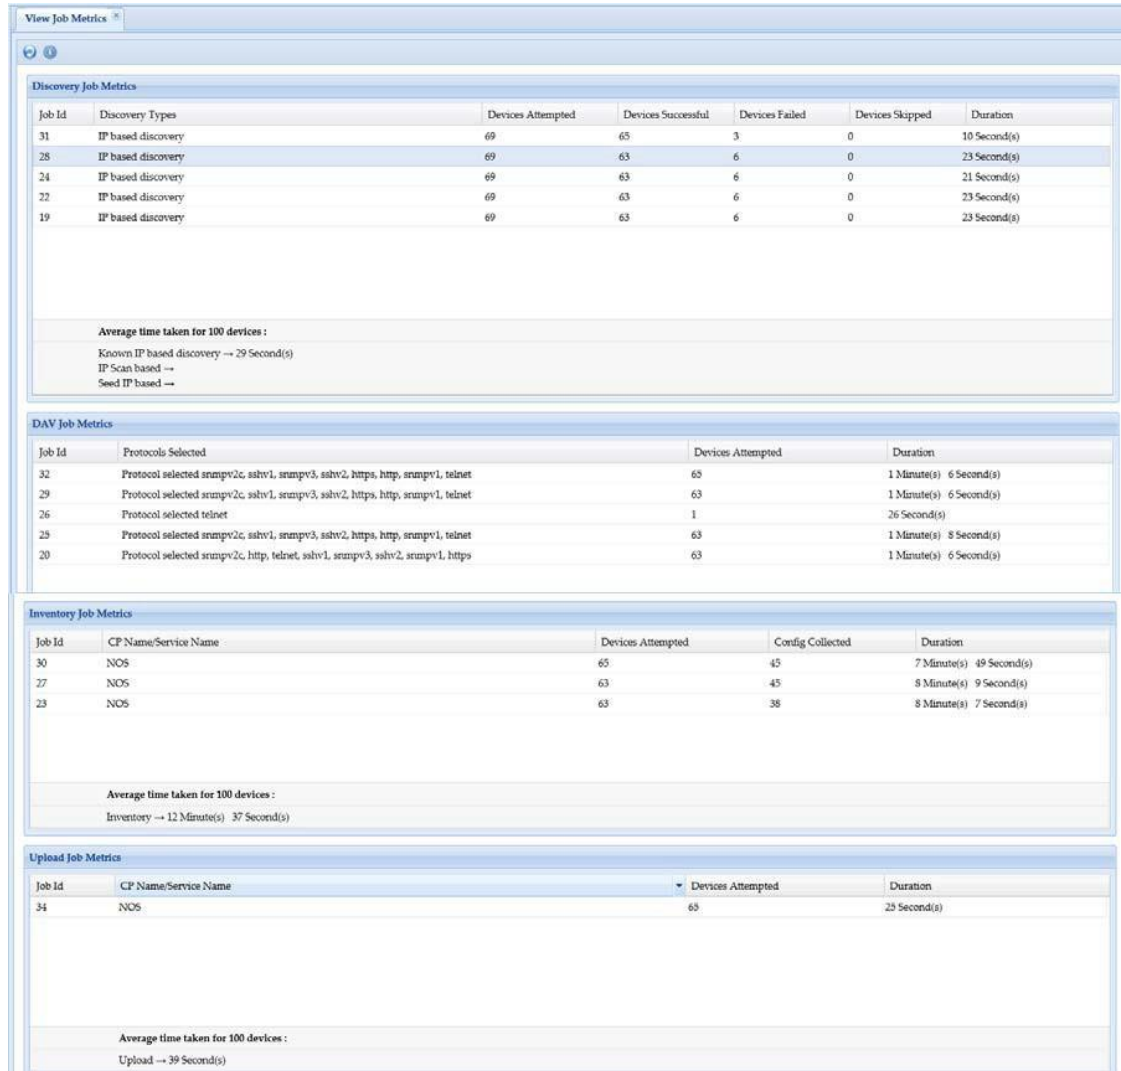 View Job Metrics
Discovery Job Metrics
Job Id Discovery Types Devices Attempted Devices Successful Devices Failed Devices Skipped Duration
31 IP based discovery 69 65 3 0 10 Second(s)
28 IP based discovery 69 63 6 0 23 Second(s)
24 IP based discovery 69 63 6 0 21 Second(s)
22 IP based discovery 69 63 6 0 23 Second(s)
19 IP based discovery 69 63 6 0 23 Second(s)
Average time taken for 100 devices :
Known IP based discovery → 29 Second(s)
IP Scan based →
Seed IP based →
DAV Job Metrics
Job Id Protocols Selected Devices Attempted Duration
32 Protocol selected snmpv2c, sshv1, snmpv3, sshv2, https, http, snmpv1, telnet 65 1 Minute(s) 6 Second(s)
29 Protocol selected snmpv2c, sshv1, snmpv3, sshv2, https, http, snmpv1, telnet 63 1 Minute(s) 6 Second(s)
26 Protocol selected telnet 1 26 Second(s)
25 Protocol selected snmpv2c, sshv1, snmpv3, sshv2, https, http, snmpv1, telnet 63 1 Minute(s) 8 Second(s)
20 Protocol selected snmpv2c, http, telnet, sshv1, snmpv3, sshv2, snmpv1, https 63 1 Minute(s) 6 Second(s)
Inventory Job Metrics
Job Id CP Name/Service Name Devices Attempted Config Collected Duration
30 NOS 65 45 7 Minute(s) 49 Second(s)
27 NOS 63 45 8 Minute(s) 9 Second(s)
23 NOS 63 38 8 Minute(s) 7 Second(s)
Average time taken for 100 devices :
Inventory → 12 Minute(s) 37 Second(s)
Upload Job Metrics
Job Id CP Name/Service Name Devices Attempted Duration
34 NOS 65 25 Second(s)
Average time taken for 100 devices :
Upload → 39 Second(s)